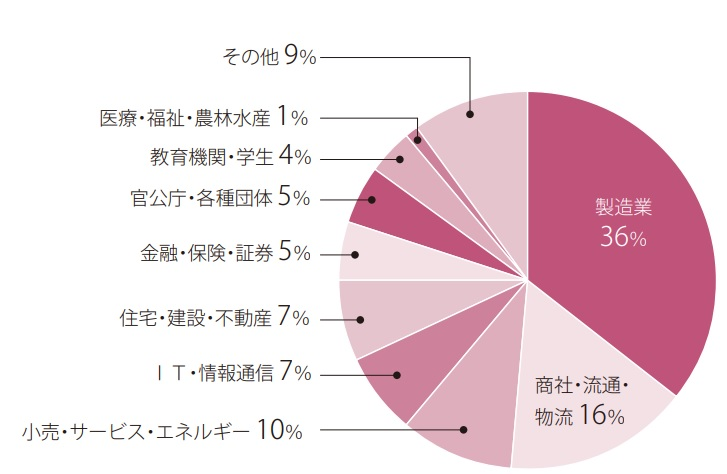 その他 9%
医療・福祉・農林水産 1%
教育機関・学生 4%
官公庁・各種団体 5%
金融・保険・証券 5%
住宅・建設・不動産 7%
IT・情報通信 7%
小売・サービス・エネルギー 10%
製造業
36%
商社・流通・
物流 16%